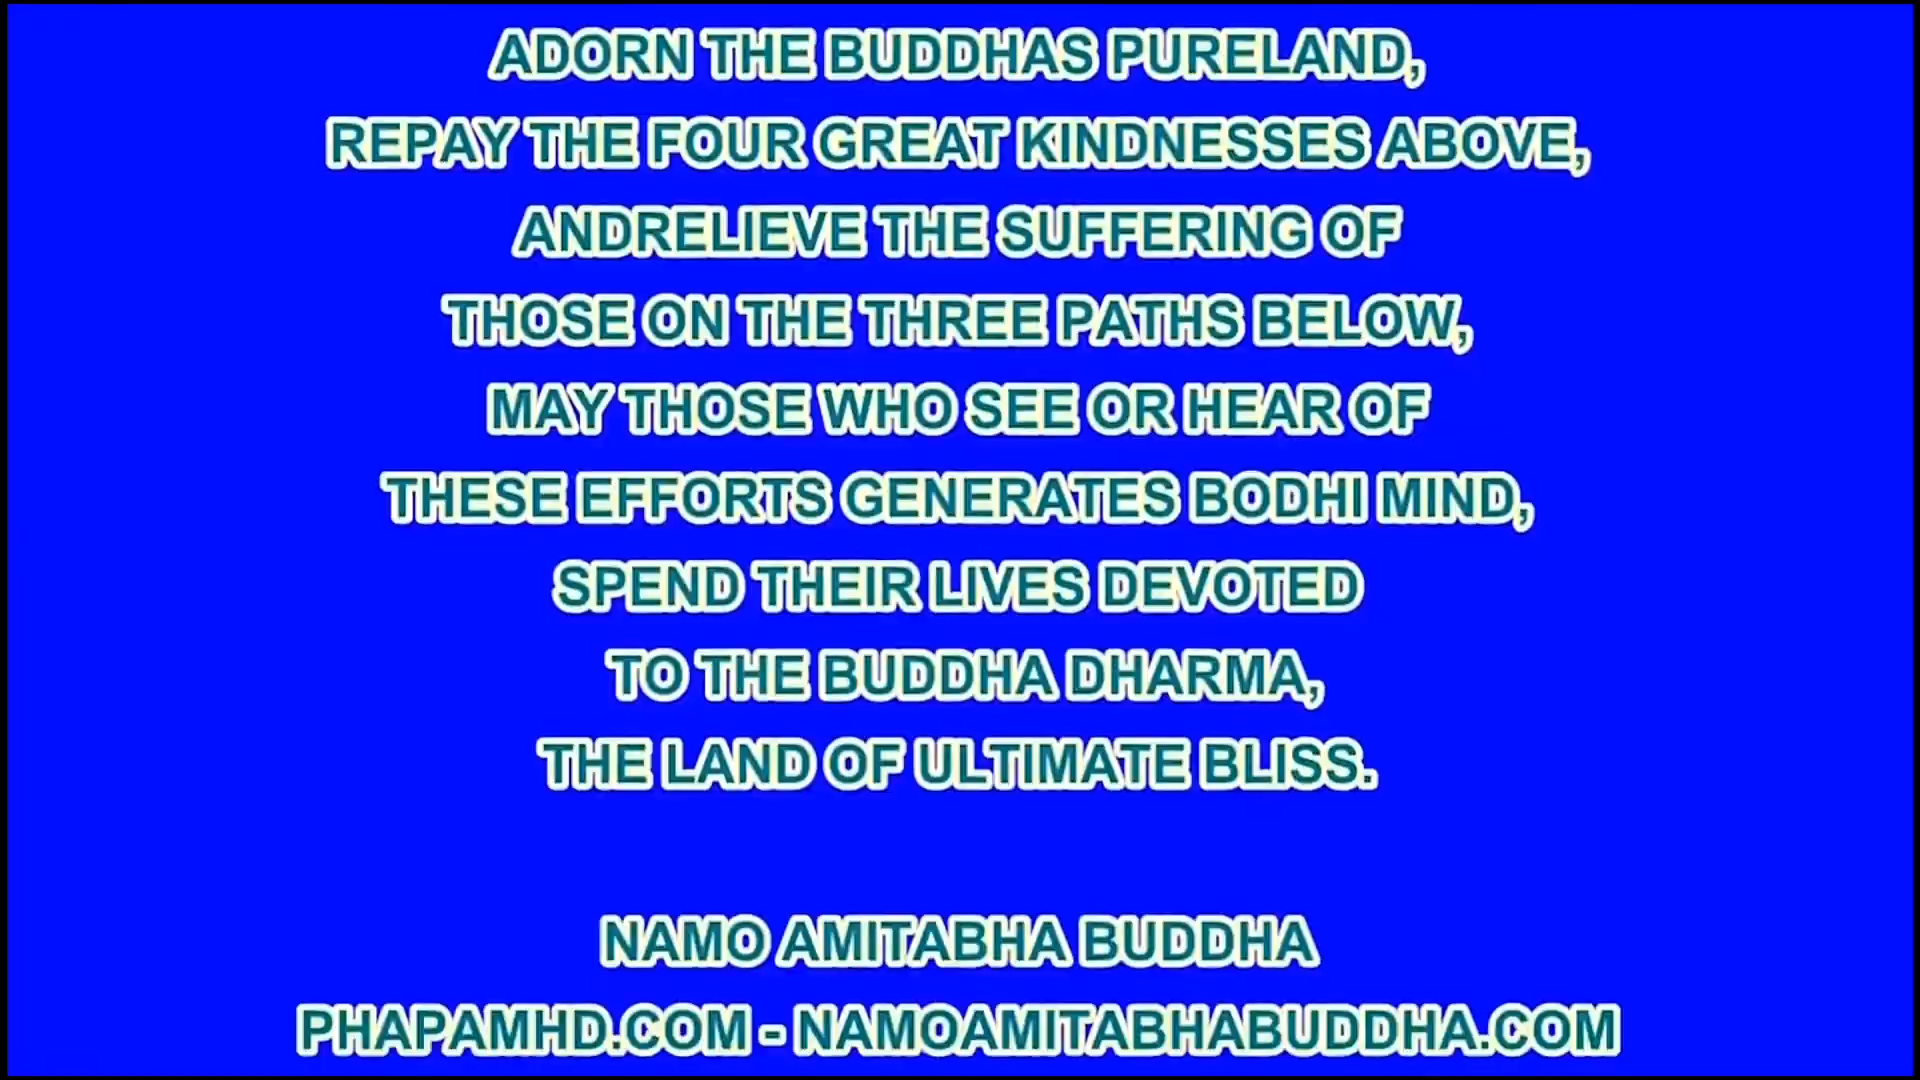 ADORN THE BUDDHAS PURELAND,
REPAY THE FOUR GREAT KINDNESSES ABOVE,
ANDRELIEVE THE SUFFERING OF
THOSE ON THE THREE PATHS BELOW,
MAY THOSE WHO SEE OR HEAR OF
THESE EFFORTS GENERATES BODHI MIND,
SPEND THEIR LIVES DEVOTED
TO THE BUDDHA DHARMA,
THE LAND OF ULTIMATE BLISS.
NAMO AMITABHA BUDDHA
PHAPAMHD.COM - NAMOAMITABHABUDDHA.COM